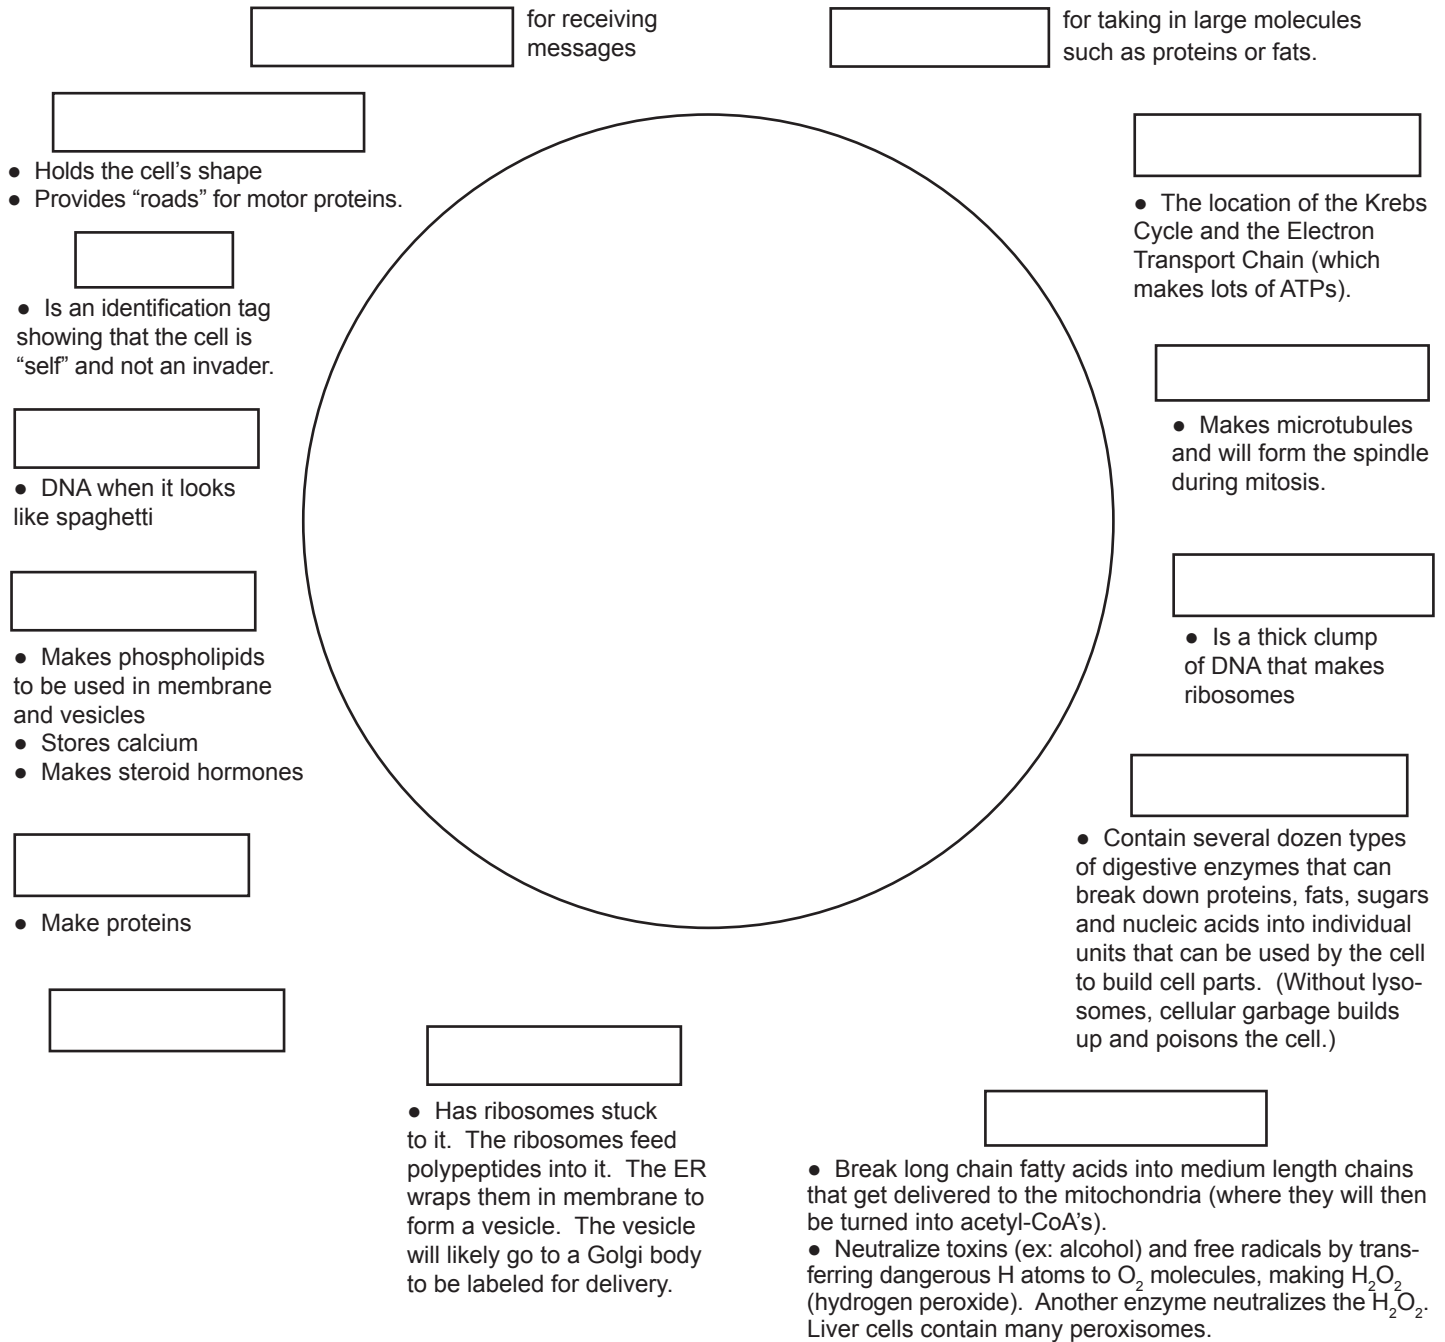 for receiving
messages
for taking in large molecules
such as proteins or fats.
● Holds the cell’s shape
● Provides “roads” for motor proteins.
● Is an identification tag
showing that the cell is
“self” and not an invader.
● DNA when it looks
like spaghetti
● Makes phospholipids
to be used in membrane
and vesicles
● Stores calcium
● Makes steroid hormones
● Make proteins
● Has ribosomes stuck
to it. The ribosomes feed
polypeptides into it. The ER
wraps them in membrane to
form a vesicle. The vesicle
will likely go to a Golgi body
to be labeled for delivery.
● The location of the Krebs
Cycle and the Electron
Transport Chain (which
makes lots of ATPs).
● Makes microtubules
and will form the spindle
during mitosis.
● Is a thick clump
of DNA that makes
ribosomes
● Contain several dozen types
of digestive enzymes that can
break down proteins, fats, sugars
and nucleic acids into individual
units that can be used by the cell
to build cell parts. (Without lyso-
somes, cellular garbage builds
up and poisons the cell.)
● Break long chain fatty acids into medium length chains
that get delivered to the mitochondria (where they will then
be turned into acetyl-CoA’s).
● Neutralize toxins (ex: alcohol) and free radicals by trans-
ferring dangerous H atoms to O₂ molecules, making H₂O₂
(hydrogen peroxide). Another enzyme neutralizes the H₂O₂.
Liver cells contain many peroxisomes.